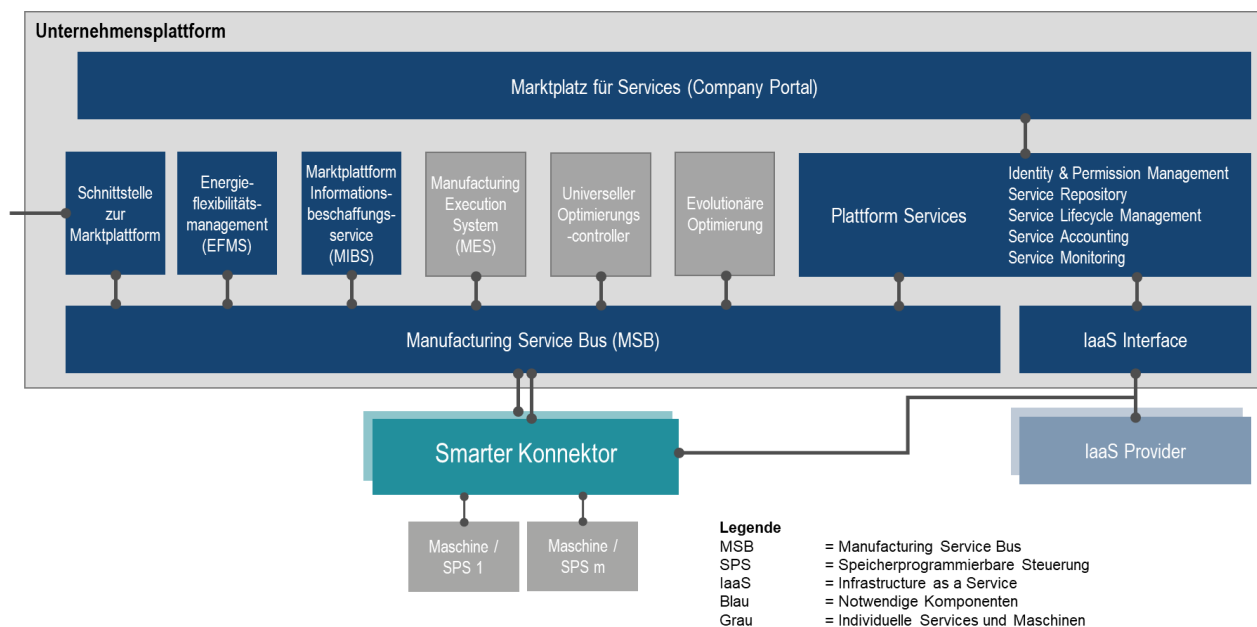 Unternehmensplattform
Marktplatz für Services (Company Portal)
Schnittstelle
zur
Marktplattform
Energie-
flexibilitäts-
management
(EFMS)
Marktplattform
Informations-
beschaffungs-
service
(MIBS)
Manufacturing
Execution
System
(MES)
Universeller
Optimierungs
-controller
Evolutionäre
Optimierung
Plattform Services
Identity & Permission Management
Service Repository
Service Lifecycle Management
Service Accounting
Service Monitoring
Manufacturing Service Bus (MSB)
IaaS Interface
Smarter Konnektor
IaaS Provider
Maschine /
SPS 1
Maschine /
SPS m
Legende
MSB = Manufacturing Service Bus
SPS = Speicherprogrammierbare Steuerung
IaaS = Infrastructure as a Service
Blau = Notwendige Komponenten
Grau = Individuelle Services und Maschinen